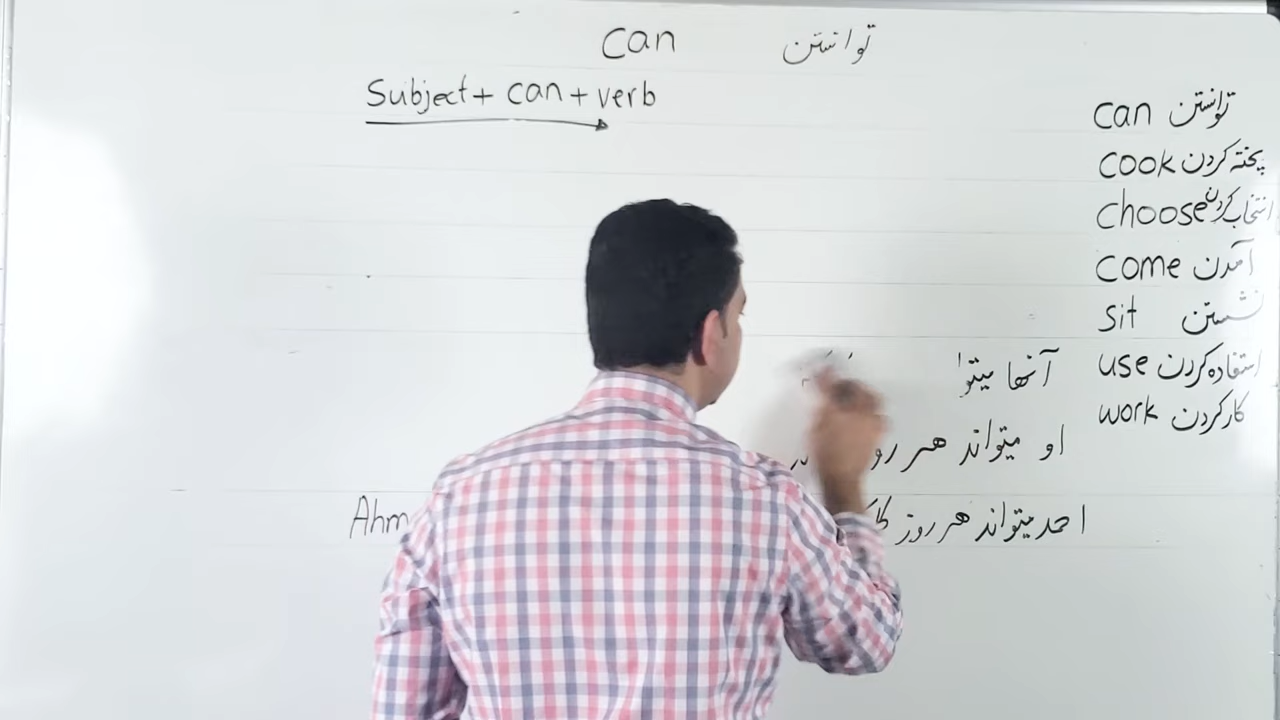 can توانستن
Subject + can + verb
can توانستن
cook پخته کردن
choose انتخاب کردن
come آمدن
sit نشستن
use استفاده کردن
work کار کردن
آنها میتوا
او میتواند هر رو
Ahm
احمد میتواند هر روز کا